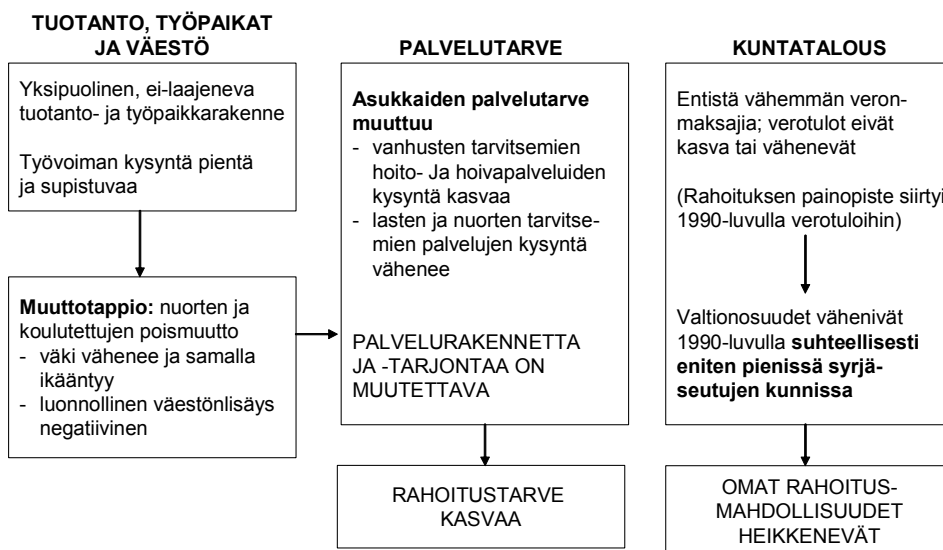 TUOTANTO, TYÖPAIKAT
JA VÄESTÖ
Yksipuolinen, ei-laajeneva
tuotanto- ja työpaikkarakenne
Työvoiman kysyntä pientä
ja supistuvaa
Muuttotappio: nuorten ja
koulutettujen poismuutto
- väki vähenee ja samalla
ikääntyy
- luonnollinen väestönlisäys
negatiivinen
PALVELUTARVE
Asukkaiden palvelutarve
muuttuu
- vanhusten tarvitsemien
hoito- Ja hoivapalveluiden
kysyntä kasvaa
- lasten ja nuorten tarvitse-
mien palvelujen kysyntä
vähenee
PALVELURAKENNETTA
JA -TARJONTAA ON
MUUTETTAVA
RAHOITUSTARVE
KASVAA
KUNTATALOUS
Entistä vähemmän veron-
maksajia; verotulot eivät
kasva tai vähenevät
(Rahoituksen painopiste siirtyi
1990-luvulla verotuloihin)
Valtionosuudet vähenivät
1990-luvulla suhteellisesti
eniten pienissä syrjä-
seutujen kunnissa
OMAT RAHOITUS-
MAHDOLLISUUDET
HEIKKENEVÄT